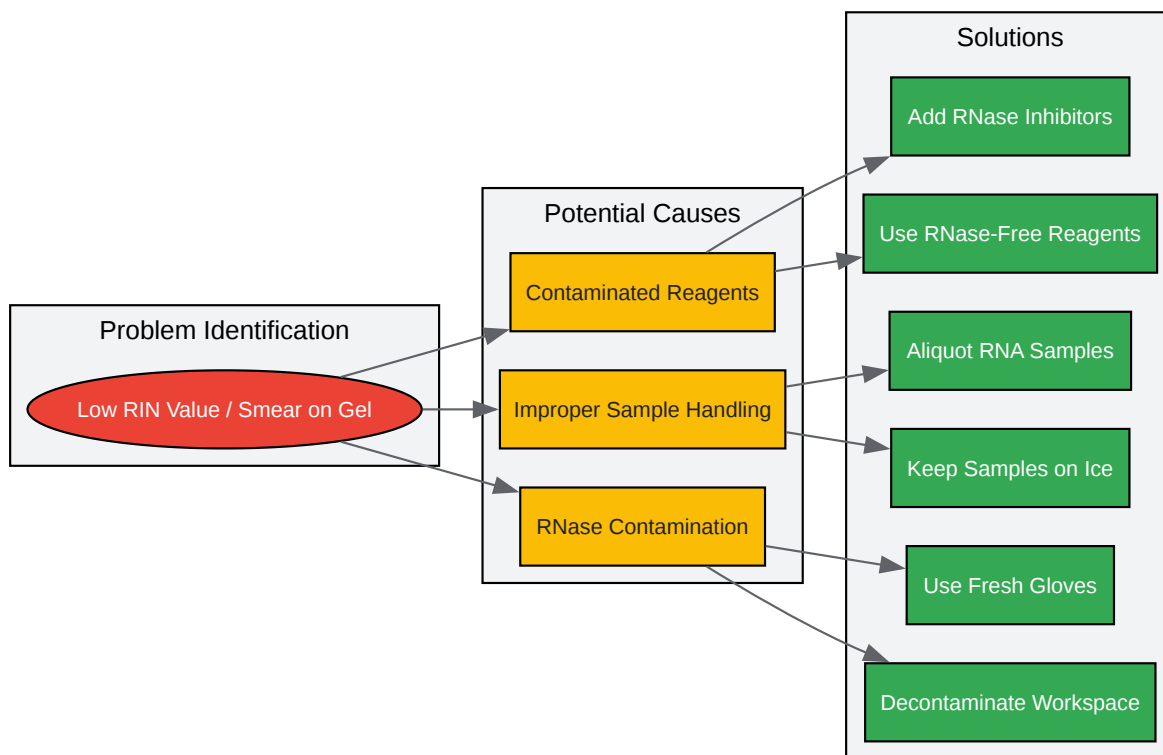 Problem Identification
Low RIN Value / Smear on Gel
Potential Causes
Contaminated Reagents
Improper Sample Handling
RNase Contamination
Solutions
Add RNase Inhibitors
Use RNase-Free Reagents
Aliquot RNA Samples
Keep Samples on Ice
Use Fresh Gloves
Decontaminate Workspace